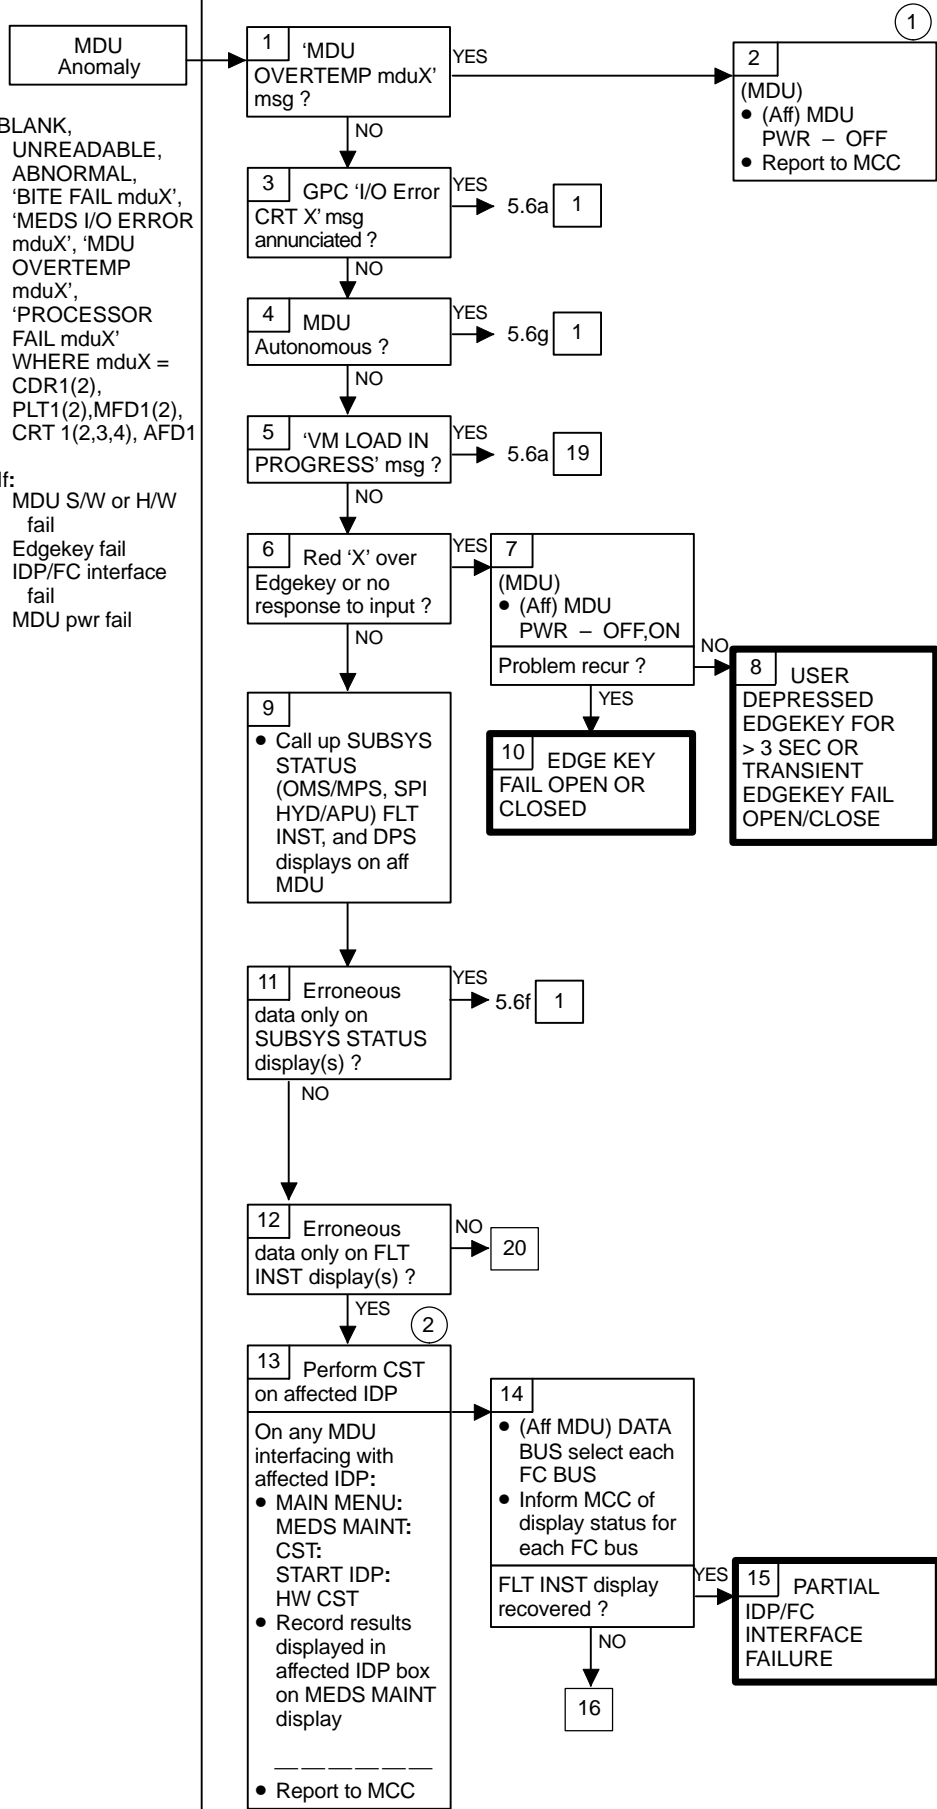 MDU
Anomaly
BLANK,
UNREADABLE,
ABNORMAL,
'BITE FAIL mduX',
'MEDS I/O ERROR
mduX', 'MDU
OVERTEMP
mduX',
'PROCESSOR
FAIL mduX'
WHERE mduX =
CDR1(2),
PLT1(2),MFD1(2),
CRT 1(2,3,4), AFD1
If:
MDU S/W or H/W
fail
Edgekey fail
IDP/FC interface
fail
MDU pwr fail
1 'MDU
OVERTEMP mduX'
msg ?
YES
NO
1
2
(MDU)
• (Aff) MDU
PWR – OFF
• Report to MCC
3 GPC 'I/O Error
CRT X' msg
annunciated ?
YES
5.6a 1
NO
4 MDU
Autonomous ?
YES
5.6g 1
NO
5 'VM LOAD IN
PROGRESS' msg ?
YES
5.6a 19
NO
6 Red 'X' over
Edgekey or no
response to input ?
YES
NO
7
(MDU)
• (Aff) MDU
PWR – OFF,ON
Problem recur ?
NO
YES
8 USER
DEPRESSED
EDGEKEY FOR
> 3 SEC OR
TRANSIENT
EDGEKEY FAIL
OPEN/CLOSE
9
• Call up SUBSYS
STATUS
(OMS/MPS, SPI
HYD/APU) FLT
INST, and DPS
displays on aff
MDU
10 EDGE KEY
FAIL OPEN OR
CLOSED
11 Erroneous
data only on
SUBSYS STATUS
display(s) ?
YES
5.6f 1
NO
12 Erroneous
data only on FLT
INST display(s) ?
NO
20
YES
2
13 Perform CST
on affected IDP
On any MDU
interfacing with
affected IDP:
• MAIN MENU:
MEDS MAINT:
CST:
START IDP:
HW CST
• Record results
displayed in
affected IDP box
on MEDS MAINT
display
_ _ _ _ _ _
• Report to MCC
14
• (Aff MDU) DATA
BUS select each
FC BUS
• Inform MCC of
display status for
each FC bus
FLT INST display
recovered ?
YES
NO
16
15 PARTIAL
IDP/FC
INTERFACE
FAILURE